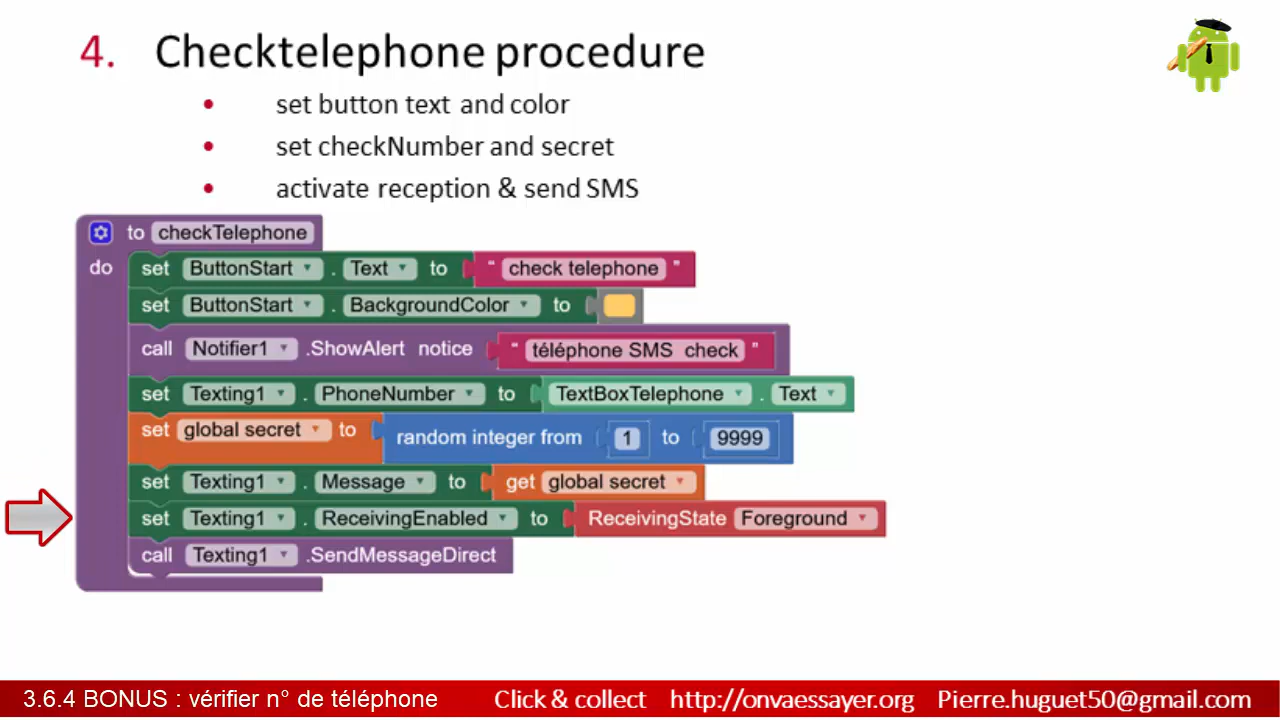 4. Checktelephone procedure
• set button text and color
• set checkNumber and secret
• activate reception & send SMS
to checkTelephone
do set ButtonStart . Text to " check telephone "
set ButtonStart . BackgroundColor to
call Notifier1 .ShowAlert notice " téléphone SMS check "
set Texting1 . PhoneNumber to TextBoxTelephone . Text
set global secret to random integer from 1 to 9999
set Texting1 . Message to get global secret
set Texting1 . ReceivingEnabled to ReceivingState Foreground
call Texting1 .SendMessageDirect
3.6.4 BONUS : vérifier n° de téléphone Click & collect http://onvaessayer.org Pierre.huguet50@gmail.com